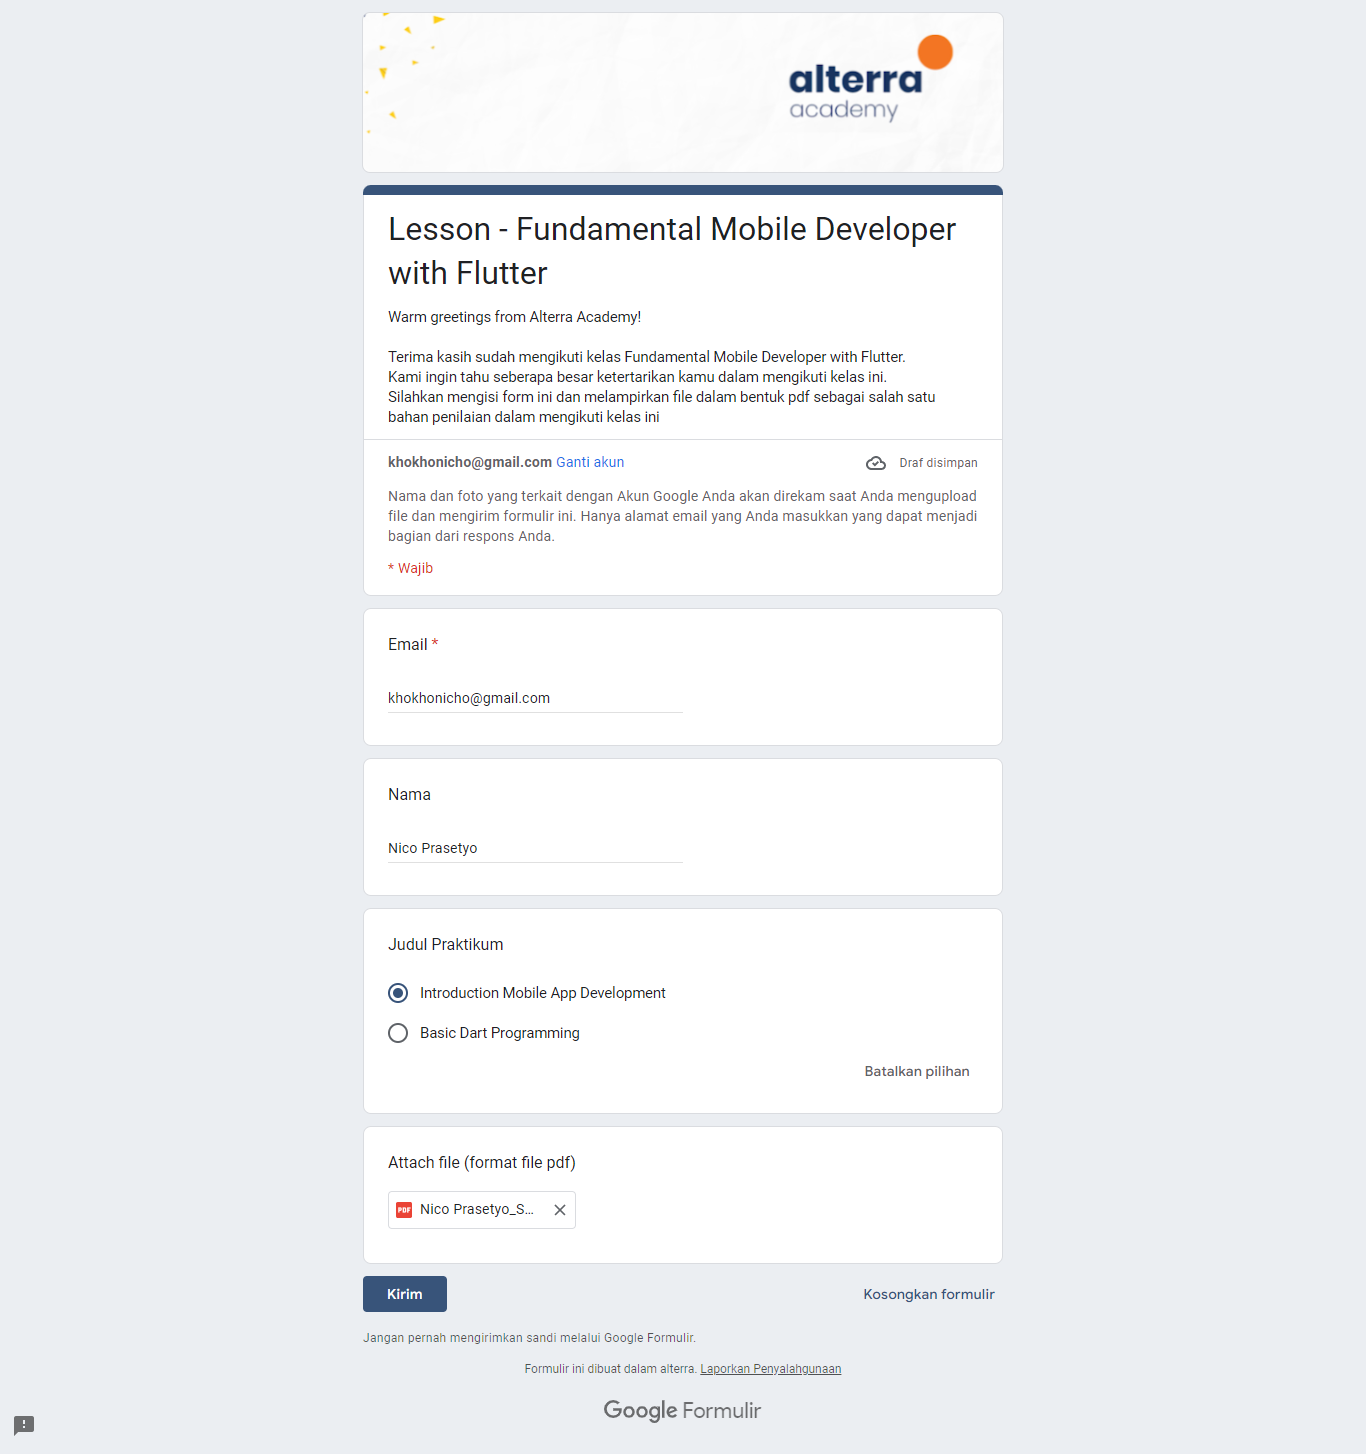 alterra
academy
Lesson - Fundamental Mobile Developer
with Flutter
Warm greetings from Alterra Academy!
Terima kasih sudah mengikuti kelas Fundamental Mobile Developer with Flutter.
Kami ingin tahu seberapa besar ketertarikan kamu dalam mengikuti kelas ini.
Silahkan mengisi form ini dan melampirkan file dalam bentuk pdf sebagai salah satu
bahan penilaian dalam mengikuti kelas ini
khokhonicho@gmail.com Ganti akun
Draf disimpan
Nama dan foto yang terkait dengan Akun Google Anda akan direkam saat Anda mengupload
file dan mengirim formulir ini. Hanya alamat email yang Anda masukkan yang dapat menjadi
bagian dari respons Anda.
* Wajib
Email *
khokhonicho@gmail.com
Nama
Nico Prasetyo
Judul Praktikum
Introduction Mobile App Development
Basic Dart Programming
Batalkan pilihan
Attach file (format file pdf)
PDF Nico Prasetyo_S...
Kirim
Kosongkan formulir
Jangan pernah mengirimkan sandi melalui Google Formulir.
Formulir ini dibuat dalam alterra. Laporkan Penyalahgunaan
Google Formulir